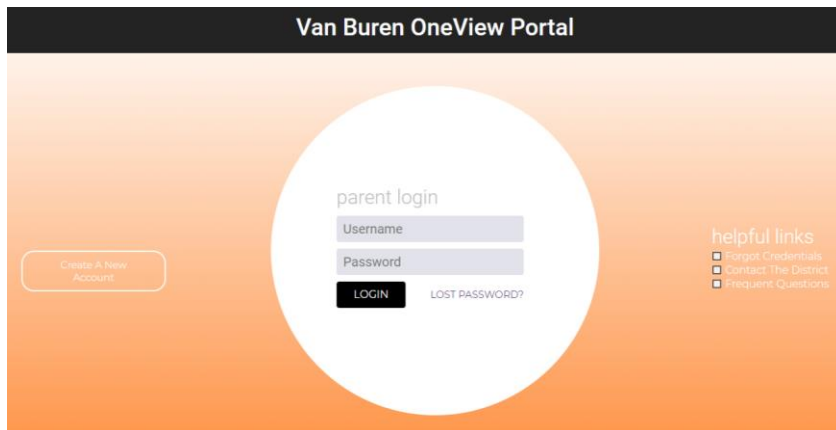 Van Buren OneView Portal
parent login
Username
Password
LOGIN
LOST PASSWORD?
Create A New
Account
helpful links
Forgot Credentials
Contact The District
Frequent Questions